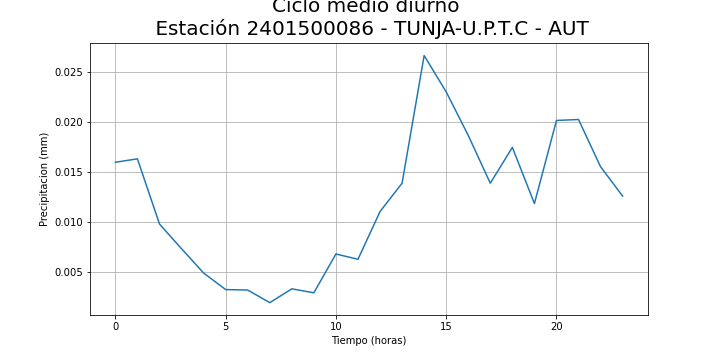 Ciclo medio diurno
Estación 2401500086 - TUNJA-U.P.T.C - AUT
0.025
0.020
0.015
0.010
0.005
Precipitacion (mm)
0 5 10 15 20
Tiempo (horas)